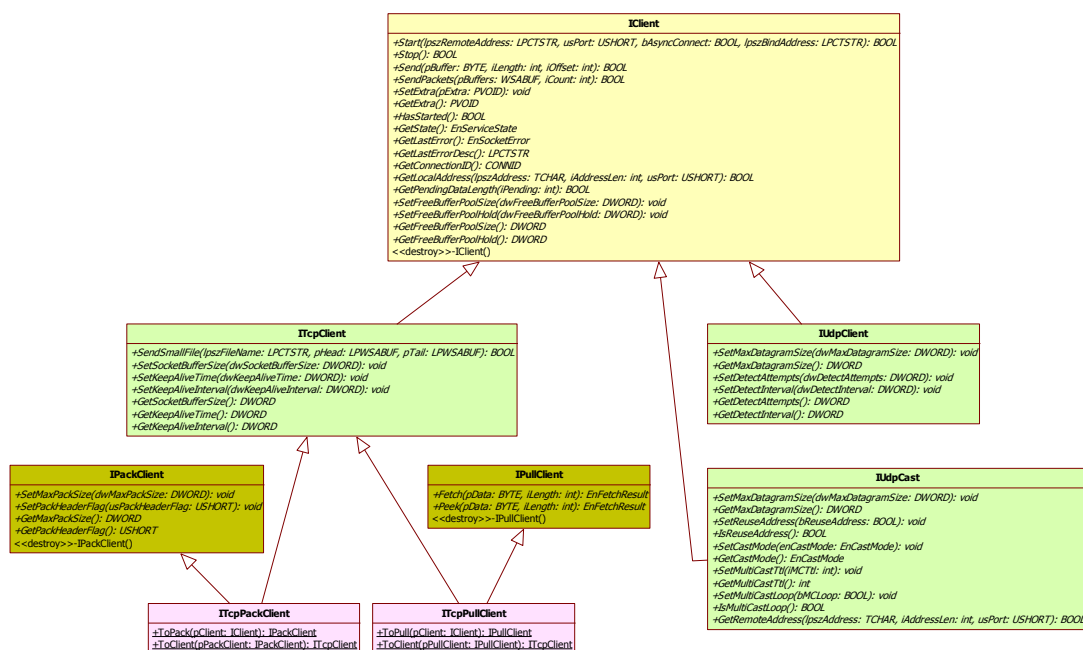 IClient
+Start(lpszRemoteAddress: LPCTSTR, usPort: USHORT, bAsyncConnect: BOOL, lpszBindAddress: LPCTSTR): BOOL
+Stop(): BOOL
+Send(pBuffer: BYTE, iLength: int, iOffset: int): BOOL
+SendPackets(pBuffers: WSABUF, iCount: int): BOOL
+SetExtra(pExtra: PVOID): void
+GetExtra(): PVOID
+HasStarted(): BOOL
+GetState(): EnServiceState
+GetLastError(): EnSocketError
+GetLastErrorDesc(): LPCTSTR
+GetConnectionID(): CONNID
+GetLocalAddress(lpszAddress: TCHAR, iAddressLen: int, usPort: USHORT): BOOL
+GetPendingDataLength(iPending: int): BOOL
+SetFreeBufferPoolSize(dwFreeBufferPoolSize: DWORD): void
+SetFreeBufferPoolHold(dwFreeBufferPoolHold: DWORD): void
+GetFreeBufferPoolSize(): DWORD
+GetFreeBufferPoolHold(): DWORD
<<destroy>>-IClient()
ITcpClient
+SendSmallFile(lpszFileName: LPCTSTR, pHead: LPWSABUF, pTail: LPWSABUF): BOOL
+SetSocketBufferSize(dwSocketBufferSize: DWORD): void
+SetKeepAliveTime(dwKeepAliveTime: DWORD): void
+SetKeepAliveInterval(dwKeepAliveInterval: DWORD): void
+GetSocketBufferSize(): DWORD
+GetKeepAliveTime(): DWORD
+GetKeepAliveInterval(): DWORD
IUdpClient
+SetMaxDatagramSize(dwMaxDatagramSize: DWORD): void
+GetMaxDatagramSize(): DWORD
+SetDetectAttempts(dwDetectAttempts: DWORD): void
+SetDetectInterval(dwDetectInterval: DWORD): void
+GetDetectAttempts(): DWORD
+GetDetectInterval(): DWORD
IPackClient
+SetMaxPackSize(dwMaxPackSize: DWORD): void
+SetPackHeaderFlag(usPackHeaderFlag: USHORT): void
+GetMaxPackSize(): DWORD
+GetPackHeaderFlag(): USHORT
<<destroy>>-IPackClient()
IPullClient
+Fetch(pData: BYTE, iLength: int): EnFetchResult
+Peek(pData: BYTE, iLength: int): EnFetchResult
<<destroy>>-IPullClient()
IUdpCast
+SetMaxDatagramSize(dwMaxDatagramSize: DWORD): void
+GetMaxDatagramSize(): DWORD
+SetReuseAddress(bReuseAddress: BOOL): void
+IsReuseAddress(): BOOL
+SetCastMode(enCastMode: EnCastMode): void
+GetCastMode(): EnCastMode
+SetMultiCastTtl(iMCTtl: int): void
+GetMultiCastTtl(): int
+SetMultiCastLoop(bMCLoop: BOOL): void
+IsMultiCastLoop(): BOOL
+GetRemoteAddress(lpszAddress: TCHAR, iAddressLen: int, usPort: USHORT): BOOL
ITcpPackClient
+ToPack(pClient: IClient): IPackClient
+ToClient(pPackClient: IPackClient): ITcpClient
ITcpPullClient
+ToPull(pClient: IClient): IPullClient
+ToClient(pPullClient: IPullClient): ITcpClient